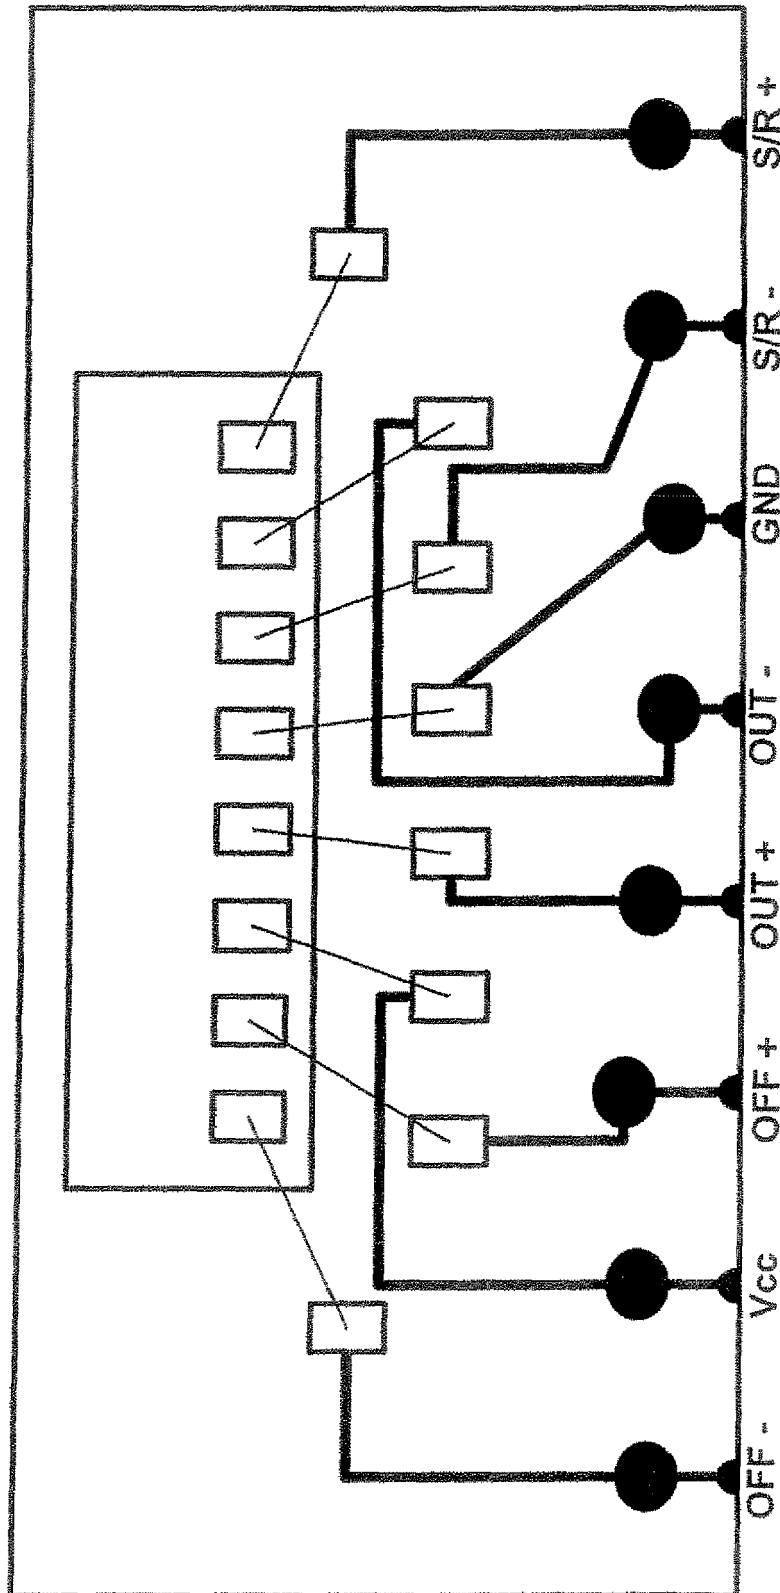 S/R +
S/R -
GND
OUT -
OUT +
OFF +
Vcc
OFF -